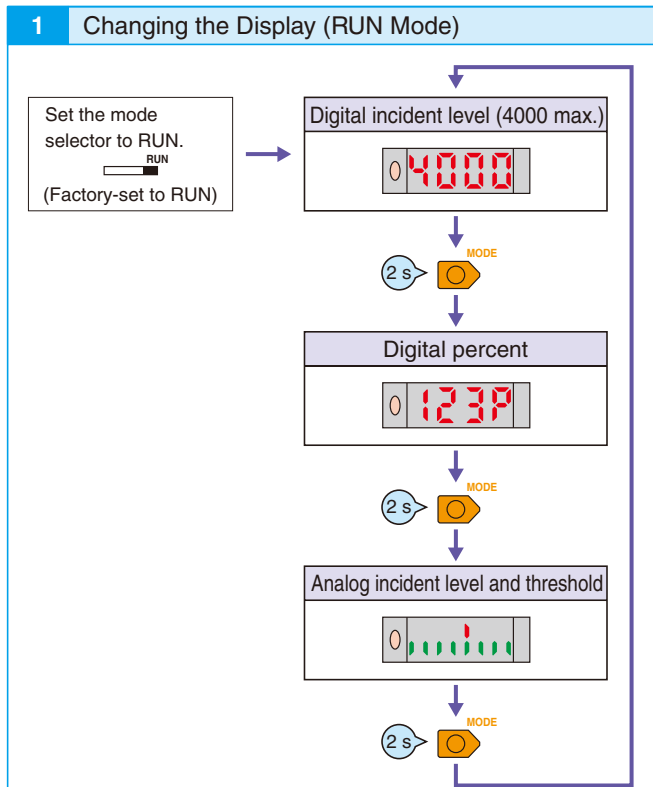 1 Changing the Display (RUN Mode)
Set the mode
selector to RUN.
RUN
(Factory-set to RUN)
Digital incident level (4000 max.)
4000
MODE
2 s
Digital percent
123P
MODE
2 s
Analog incident level and threshold
MODE
2 s